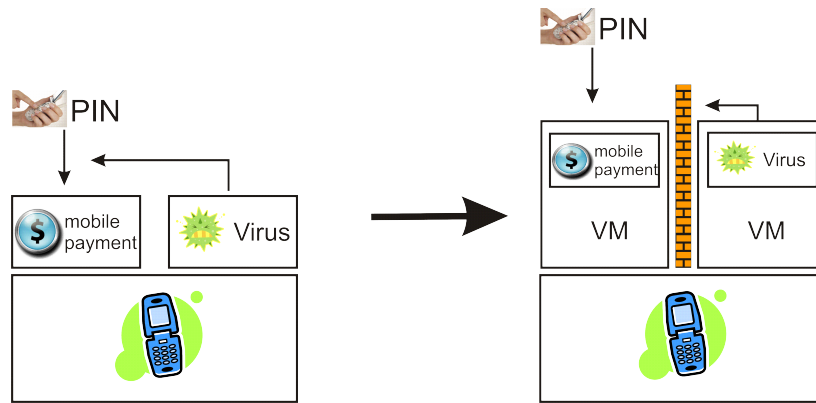 PIN
mobile
payment
Virus
PIN
mobile
payment
VM
Virus
VM